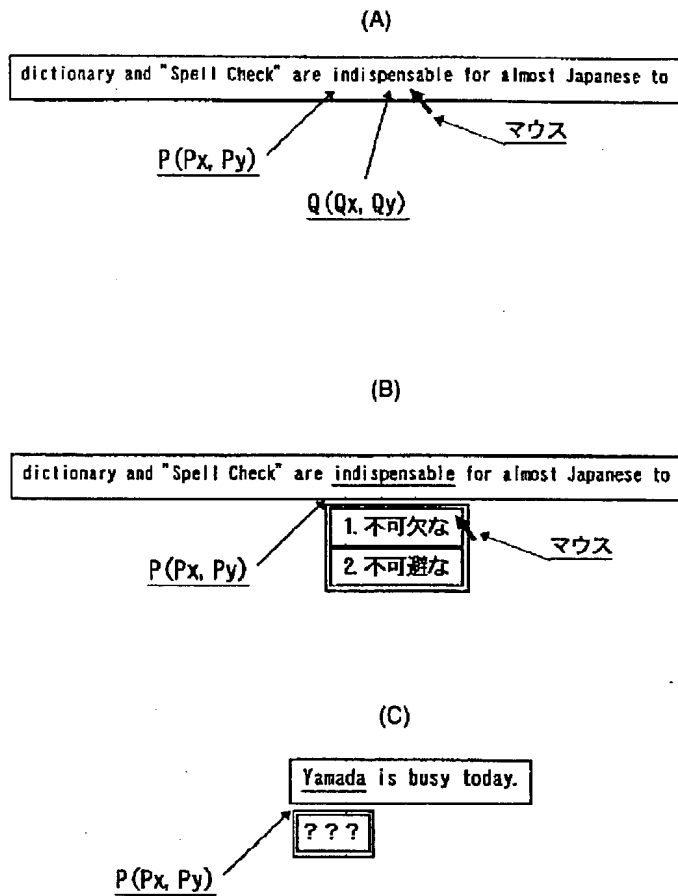 (A)
dictionary and "Spell Check" are indispensable for almost Japanese to
マウス
P(Px, Py)
Q(Qx, Qy)
(B)
dictionary and "Spell Check" are indispensable for almost Japanese to
1. 不可欠な
マウス
2. 不可避な
P(Px, Py)
(C)
Yamada is busy today.
???
P(Px, Py)